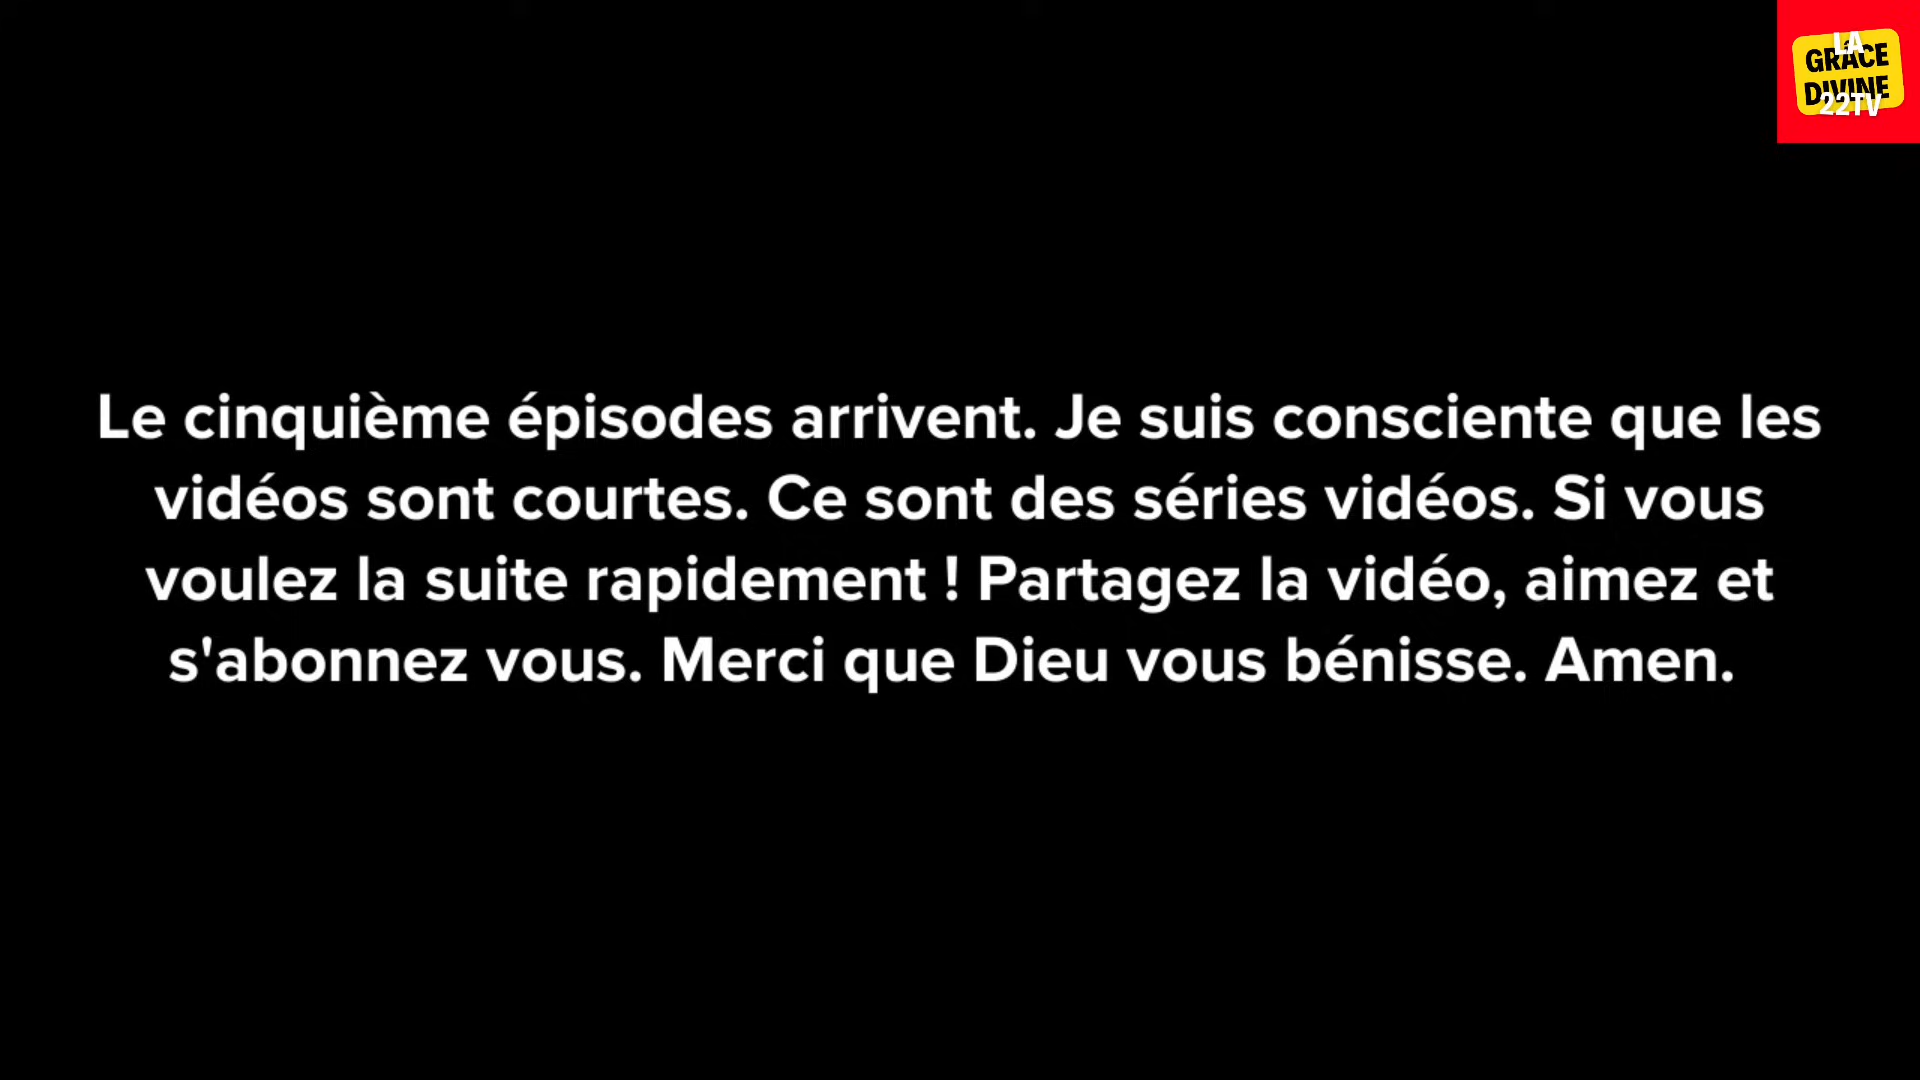 LA
GRÂCE
DIVINE
22TV
Le cinquième épisodes arrivent. Je suis consciente que les
vidéos sont courtes. Ce sont des séries vidéos. Si vous
voulez la suite rapidement ! Partagez la vidéo, aimez et
s'abonnez vous. Merci que Dieu vous bénisse. Amen.